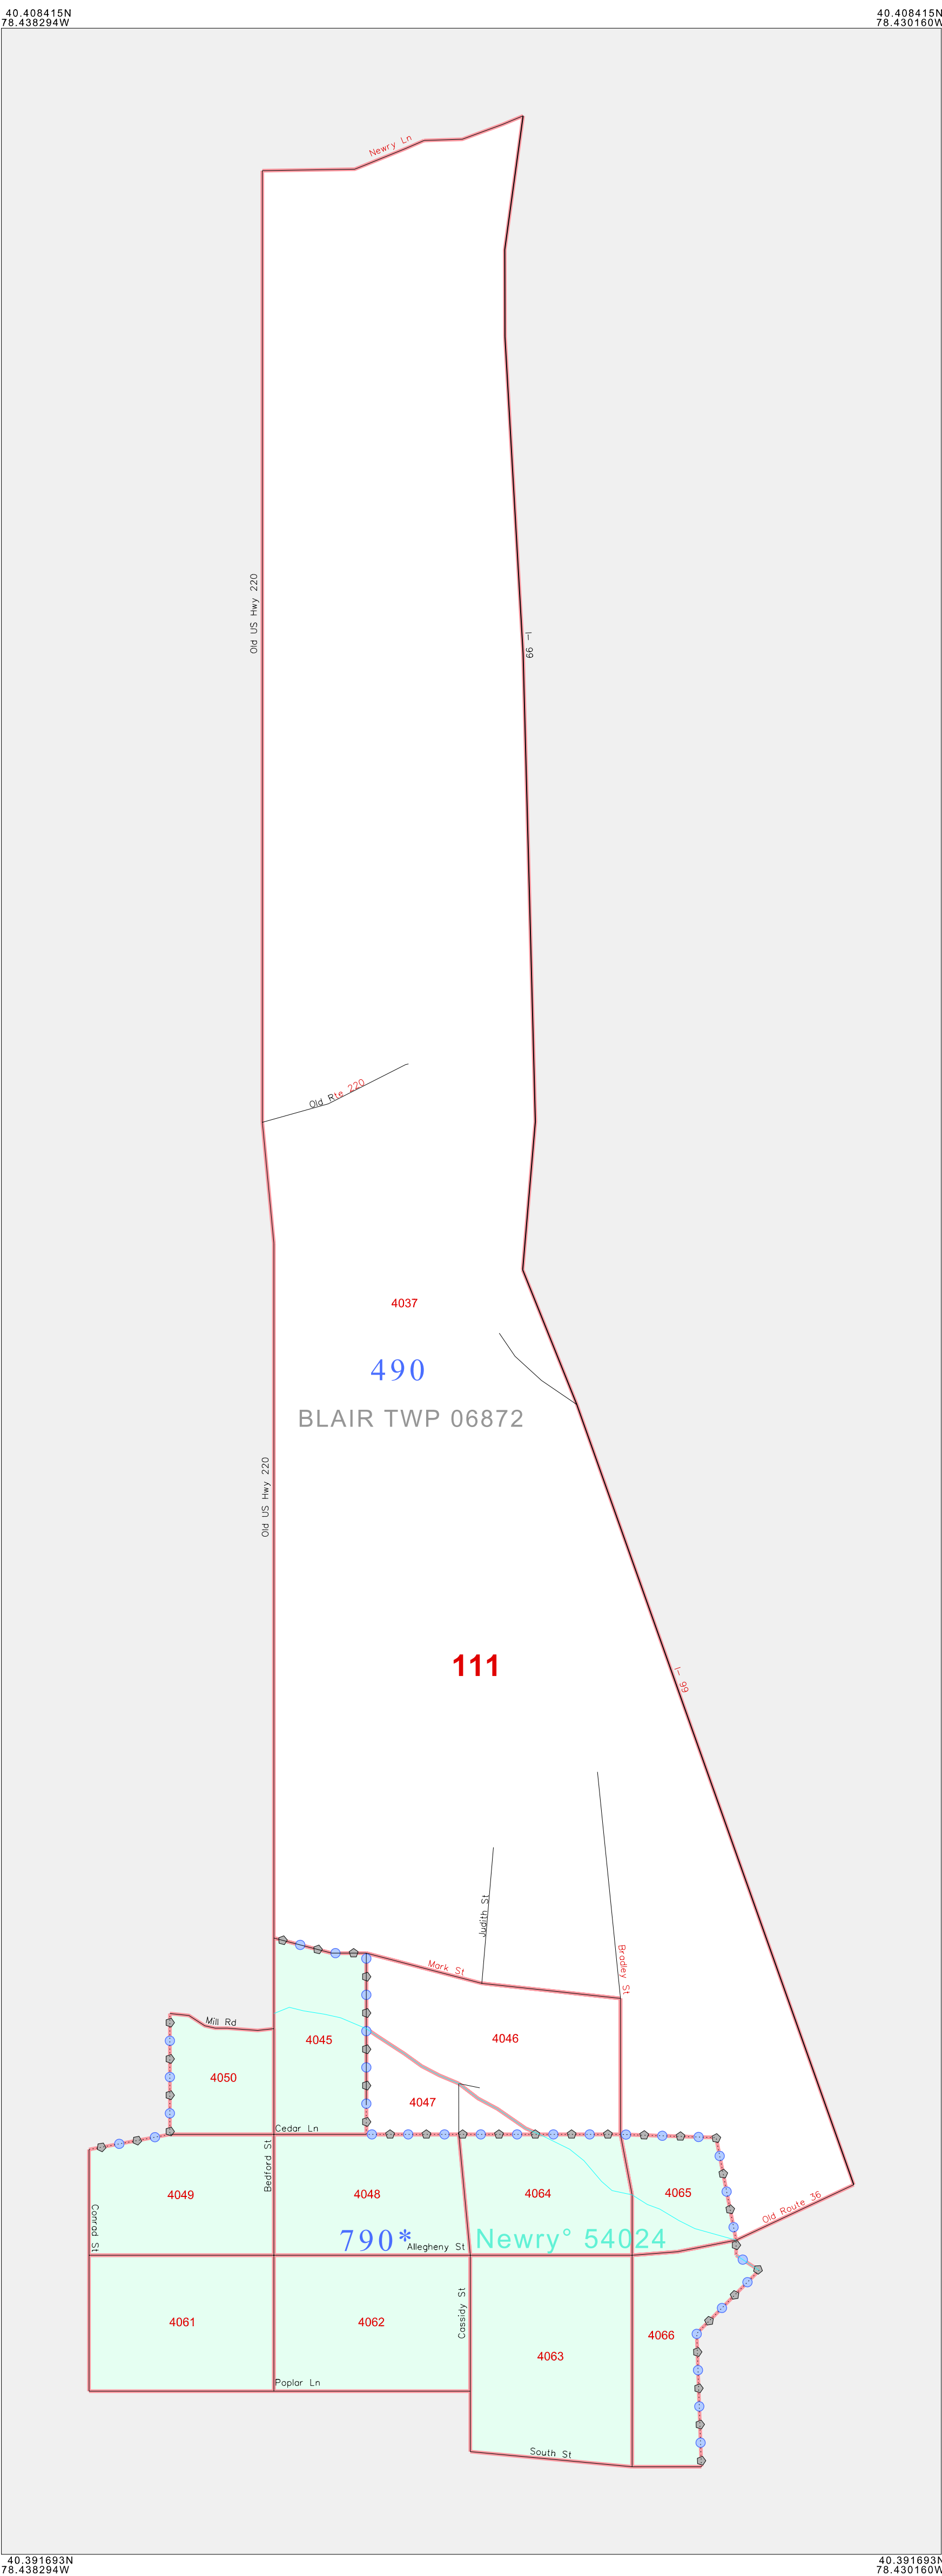 40.408415N
78.438294W
40.408415N
78.430160W
Newry Ln
Old US Hwy 220
I- 99
Old Rte 220
4037
490
BLAIR TWP 06872
Old US Hwy 220
111
I- 99
Judith St
Bradley St
Mark St
Mill Rd
4045
4046
4050
4047
Cedar Ln
Bedford St
Conrad St
4049
4048
4064
4065
Old Route 36
790*
Newry° 54024
Allegheny St
Cassidy St
4061
4062
4066
4063
Poplar Ln
South St
40.391693N
78.438294W
40.391693N
78.430160W